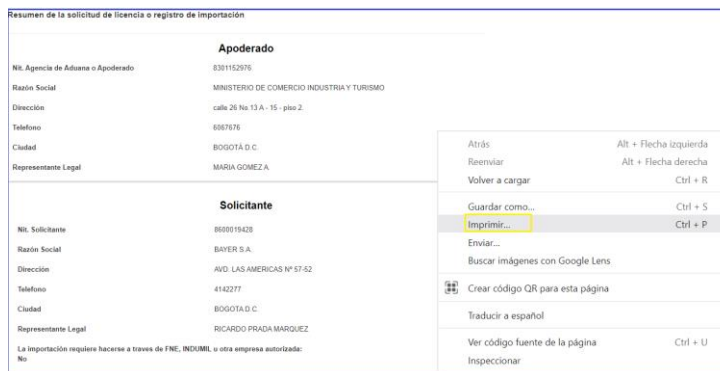 Resumen de la solicitud de licencia o registro de importación
Apoderado
Nit. Agencia de Aduana o Apoderado 8301152976
Razón Social MINISTERIO DE COMERCIO INDUSTRIA Y TURISMO
Dirección calle 26 No 13 A - 15 - piso 2
Telefono 6067676
Ciudad BOGOTÁ D.C.
Representante Legal MARIA GOMEZ A.
Solicitante
Nit. Solicitante 8600019428
Razón Social BAYER S.A.
Dirección AVD. LAS AMERICAS Nº 57-52
Telefono 4142277
Ciudad BOGOTA D.C.
Representante Legal RICARDO PRADA MARQUEZ
La importación requiere hacerse a traves de FNE, INDUMIL u otra empresa autorizada:
No
Atrás Alt + Flecha izquierda
Reenviar Alt + Flecha derecha
Volver a cargar Ctrl + R
Guardar como... Ctrl + S
Imprimir... Ctrl + P
Enviar...
Buscar imágenes con Google Lens
Crear código QR para esta página
Traducir a español
Ver código fuente de la página Ctrl + U
Inspeccionar